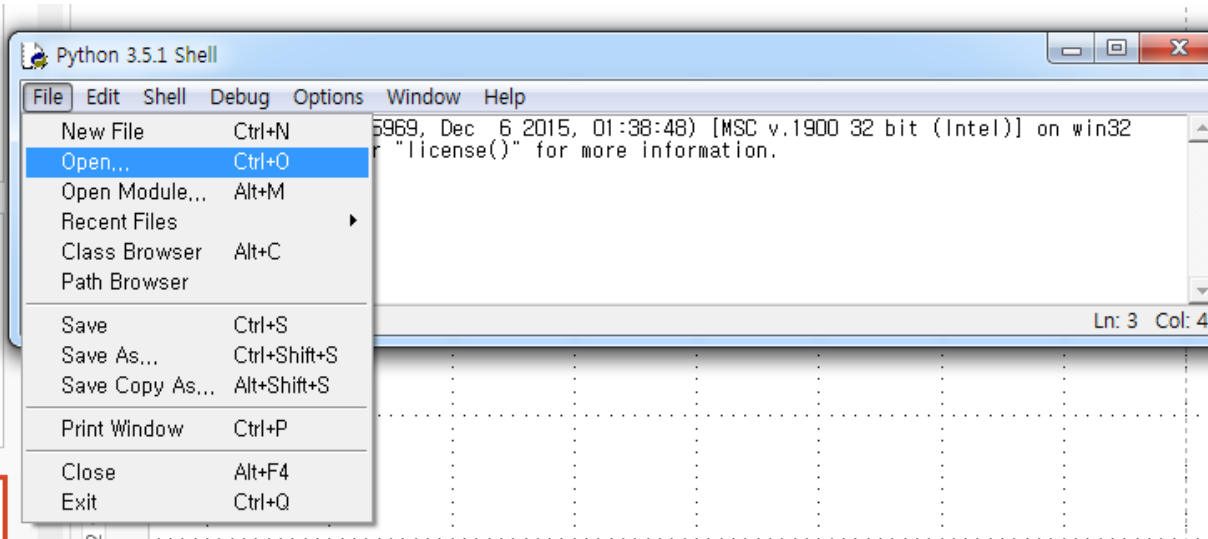 Python 3.5.1 Shell
File Edit Shell Debug Options Window Help
5969, Dec 6 2015, 01:38:48) [MSC v.1900 32 bit (Intel)] on win32
r "license()" for more information.
New File Ctrl+N
Open... Ctrl+O
Open Module... Alt+M
Recent Files
Class Browser Alt+C
Path Browser
Save Ctrl+S
Save As... Ctrl+Shift+S
Save Copy As... Alt+Shift+S
Print Window Ctrl+P
Close Alt+F4
Exit Ctrl+Q
Ln: 3 Col: 4